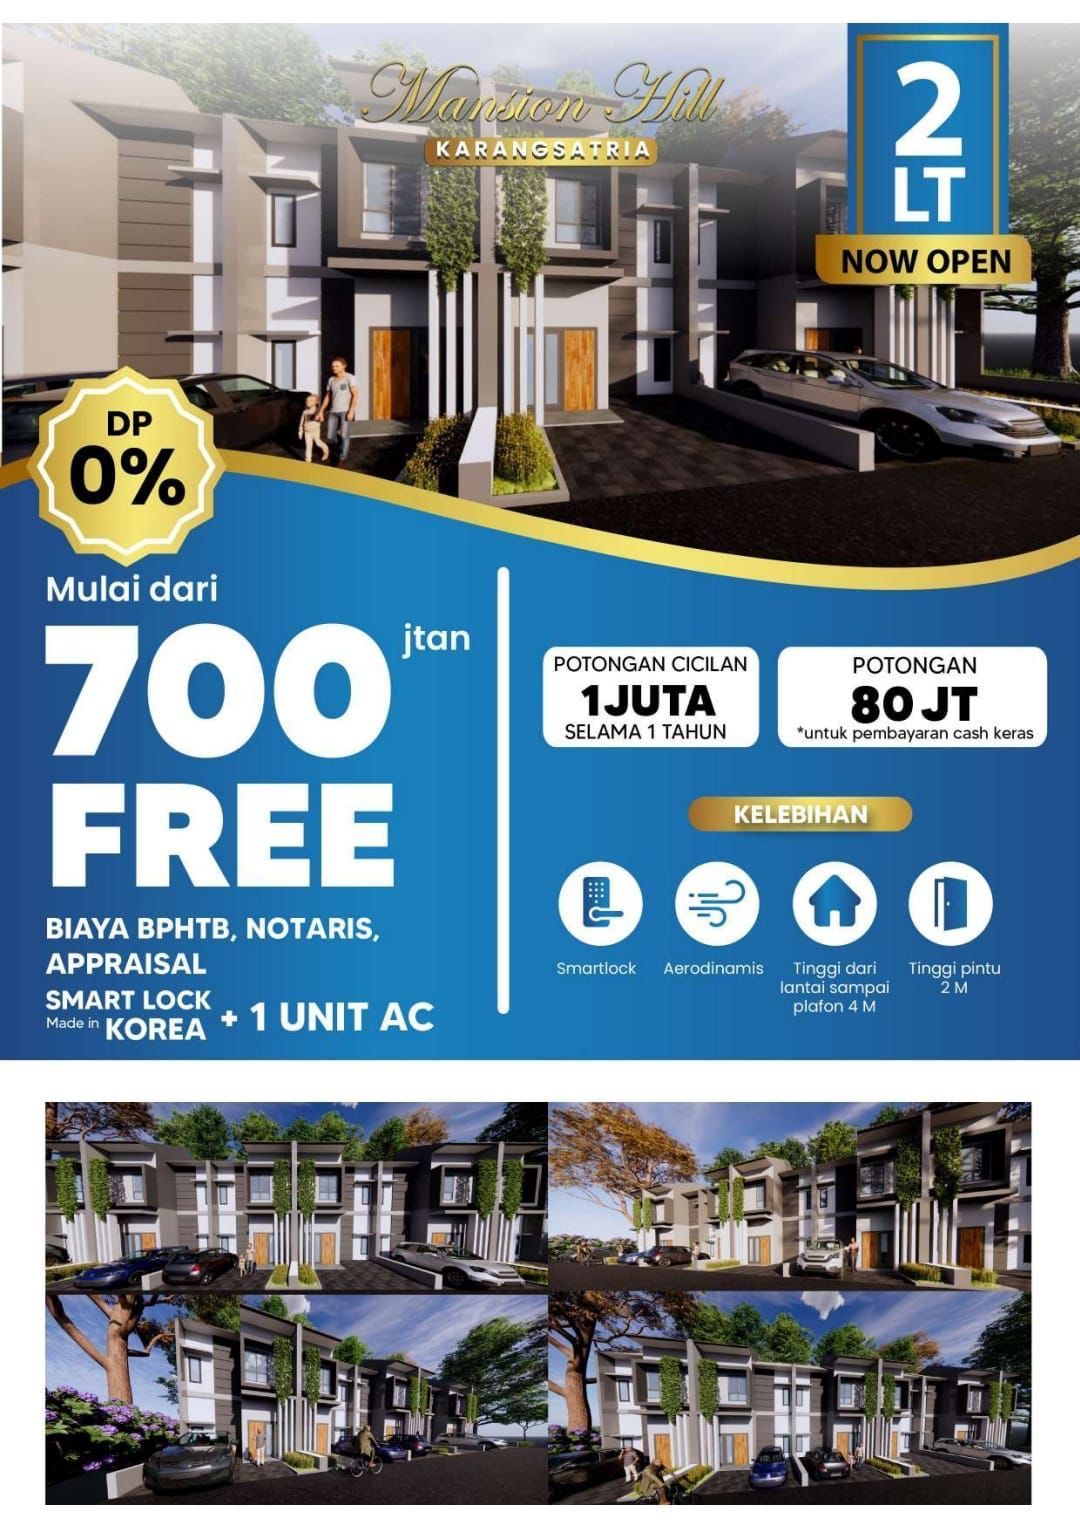 Mansion Hill
KARANGSATRIA
2
LT
NOW OPEN
DP
0%
Mulai dari
700 jtan
FREE
BIAYA BPHTB, NOTARIS,
APPRAISAL
SMART LOCK
Made in KOREA + 1 UNIT AC
POTONGAN CICILAN
1 JUTA
SELAMA 1 TAHUN
POTONGAN
80 JT
*untuk pembayaran cash keras
KELEBIHAN
Smartlock
Aerodinamis
Tinggi dari
lantai sampai
plafon 4 M
Tinggi pintu
2 M